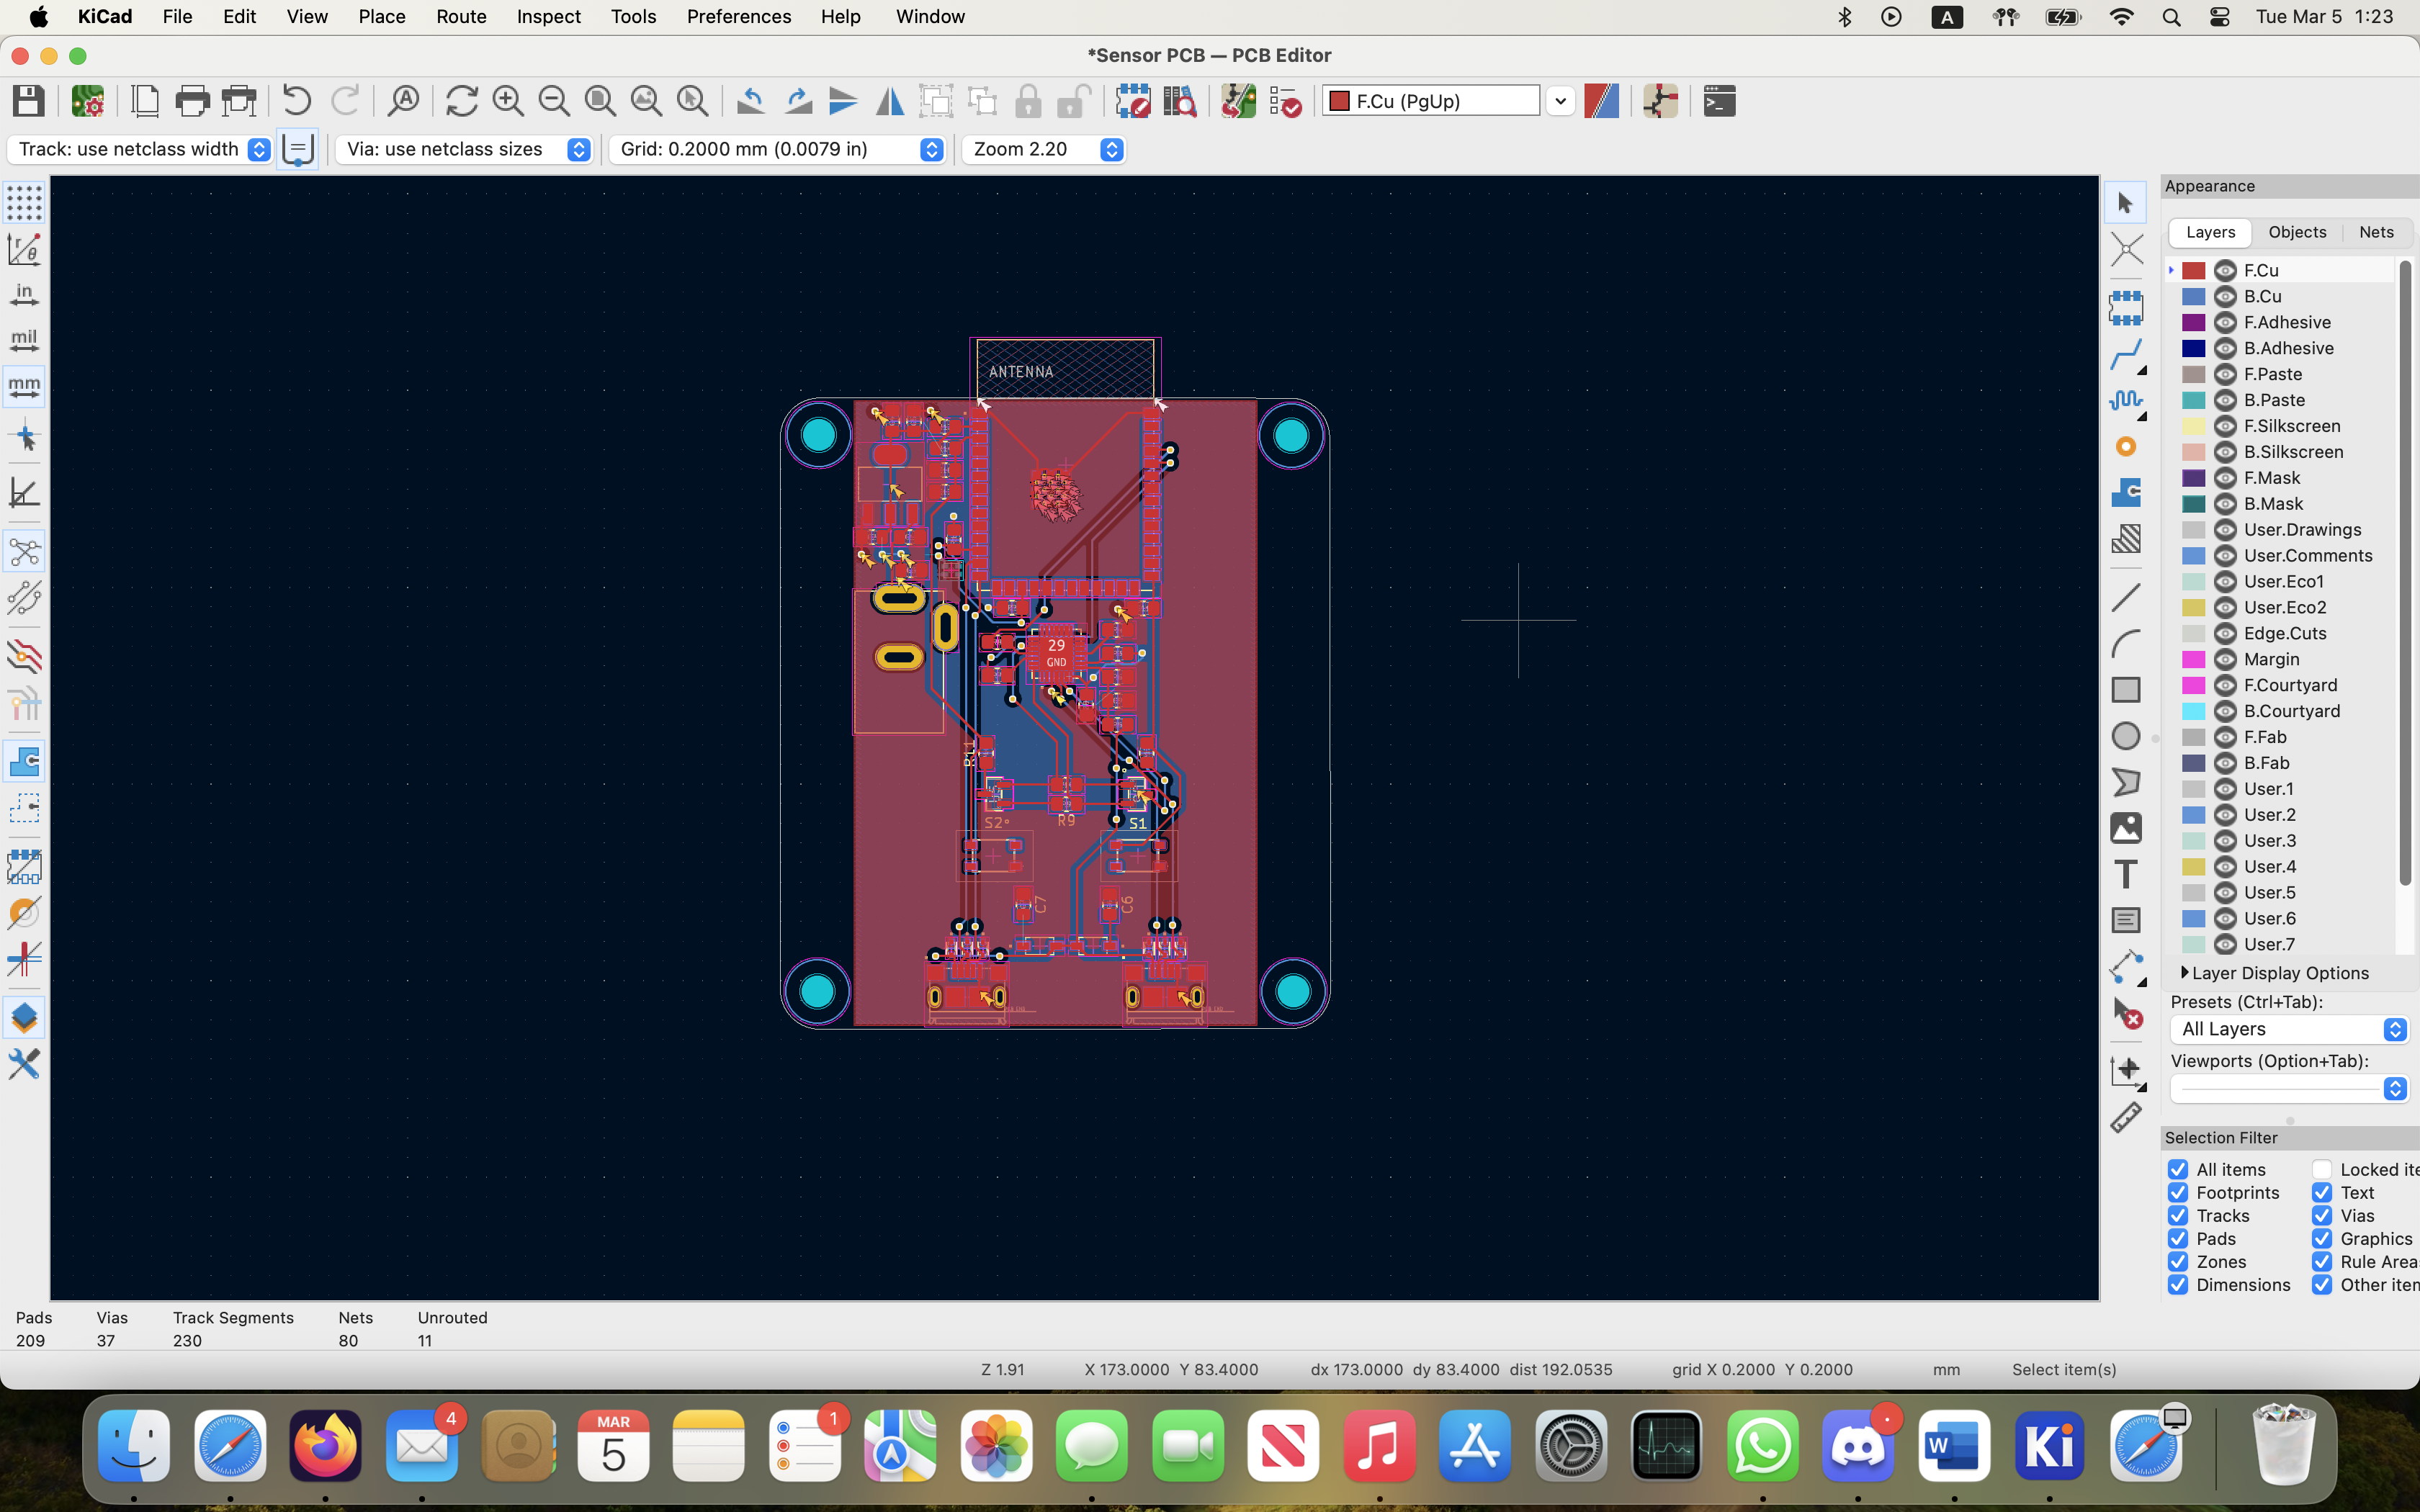 KiCad File Edit View Place Route Inspect Tools Preferences Help Window
A
Tue Mar 5 1:23
*Sensor PCB — PCB Editor
F.Cu (PgUp)
Track: use netclass width
Via: use netclass sizes
Grid: 0.2000 mm (0.0079 in)
Zoom 2.20
in
mil
mm
ANTENNA
29
GND
R11
S2
R9
S1
C7
C6
Appearance
Layers Objects Nets
F.Cu
B.Cu
F.Adhesive
B.Adhesive
F.Paste
B.Paste
F.Silkscreen
B.Silkscreen
F.Mask
B.Mask
User.Drawings
User.Comments
User.Eco1
User.Eco2
Edge.Cuts
Margin
F.Courtyard
B.Courtyard
F.Fab
B.Fab
User.1
User.2
User.3
User.4
User.5
User.6
User.7
Layer Display Options
Presets (Ctrl+Tab):
All Layers
Viewports (Option+Tab):
Selection Filter
All items Locked ite
Footprints Text
Tracks Vias
Pads Graphics
Zones Rule Area
Dimensions Other item
Pads Vias Track Segments Nets Unrouted
209 37 230 80 11
Z 1.91 X 173.0000 Y 83.4000 dx 173.0000 dy 83.4000 dist 192.0535 grid X 0.2000 Y 0.2000 mm Select item(s)
4
MAR
5
1
W
Ki